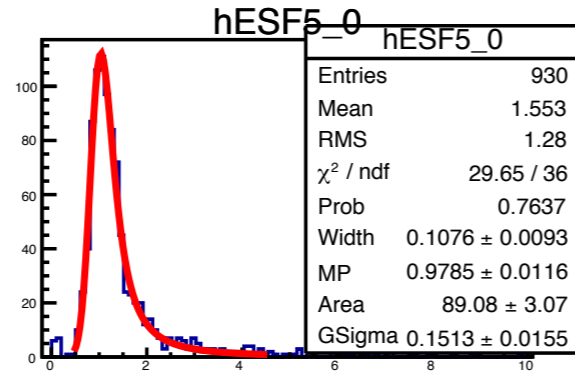 hESF5_0
hESF5_0
Entries 930
Mean 1.553
RMS 1.28
χ² / ndf 29.65 / 36
Prob 0.7637
Width 0.1076 ± 0.0093
MP 0.9785 ± 0.0116
Area 89.08 ± 3.07
GSigma 0.1513 ± 0.0155
100
80
60
40
20
0
0 2 4 6 8 10